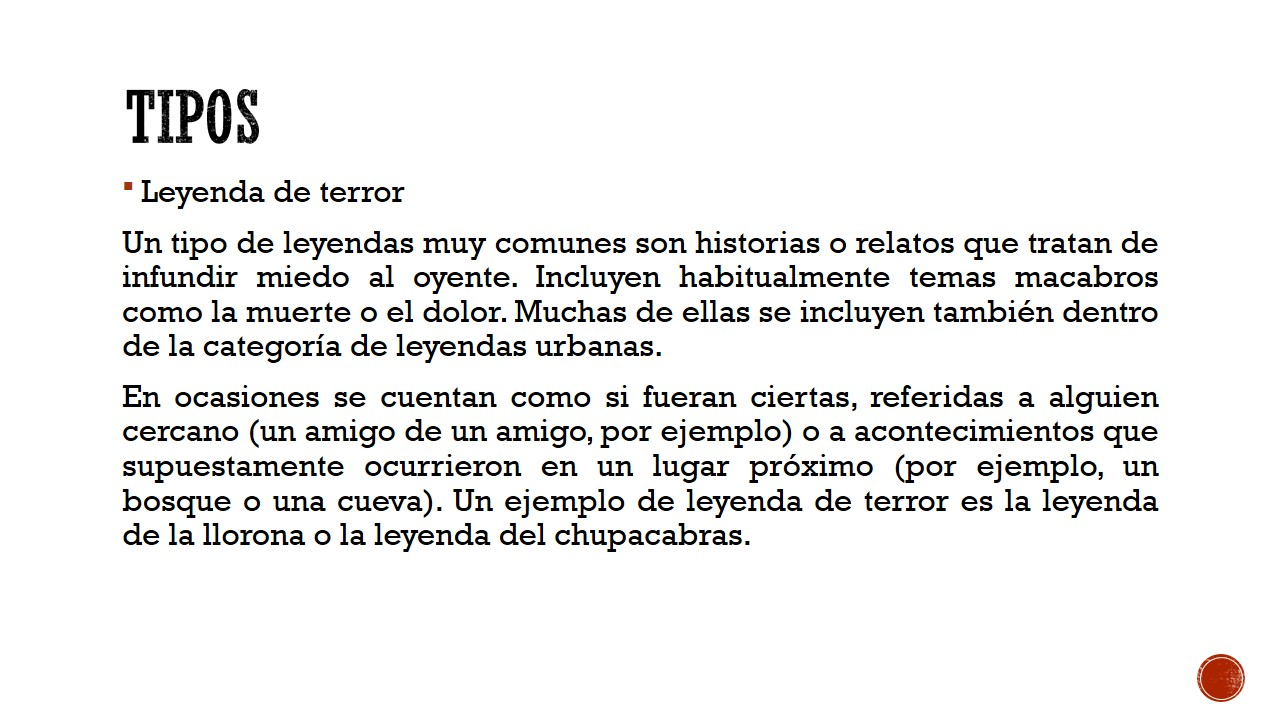 TIPOS
Leyenda de terror
Un tipo de leyendas muy comunes son historias o relatos que tratan de
infundir miedo al oyente. Incluyen habitualmente temas macabros
como la muerte o el dolor. Muchas de ellas se incluyen también dentro
de la categoría de leyendas urbanas.
En ocasiones se cuentan como si fueran ciertas, referidas a alguien
cercano (un amigo de un amigo, por ejemplo) o a acontecimientos que
supuestamente ocurrieron en un lugar próximo (por ejemplo, un
bosque o una cueva). Un ejemplo de leyenda de terror es la leyenda
de la llorona o la leyenda del chupacabras.